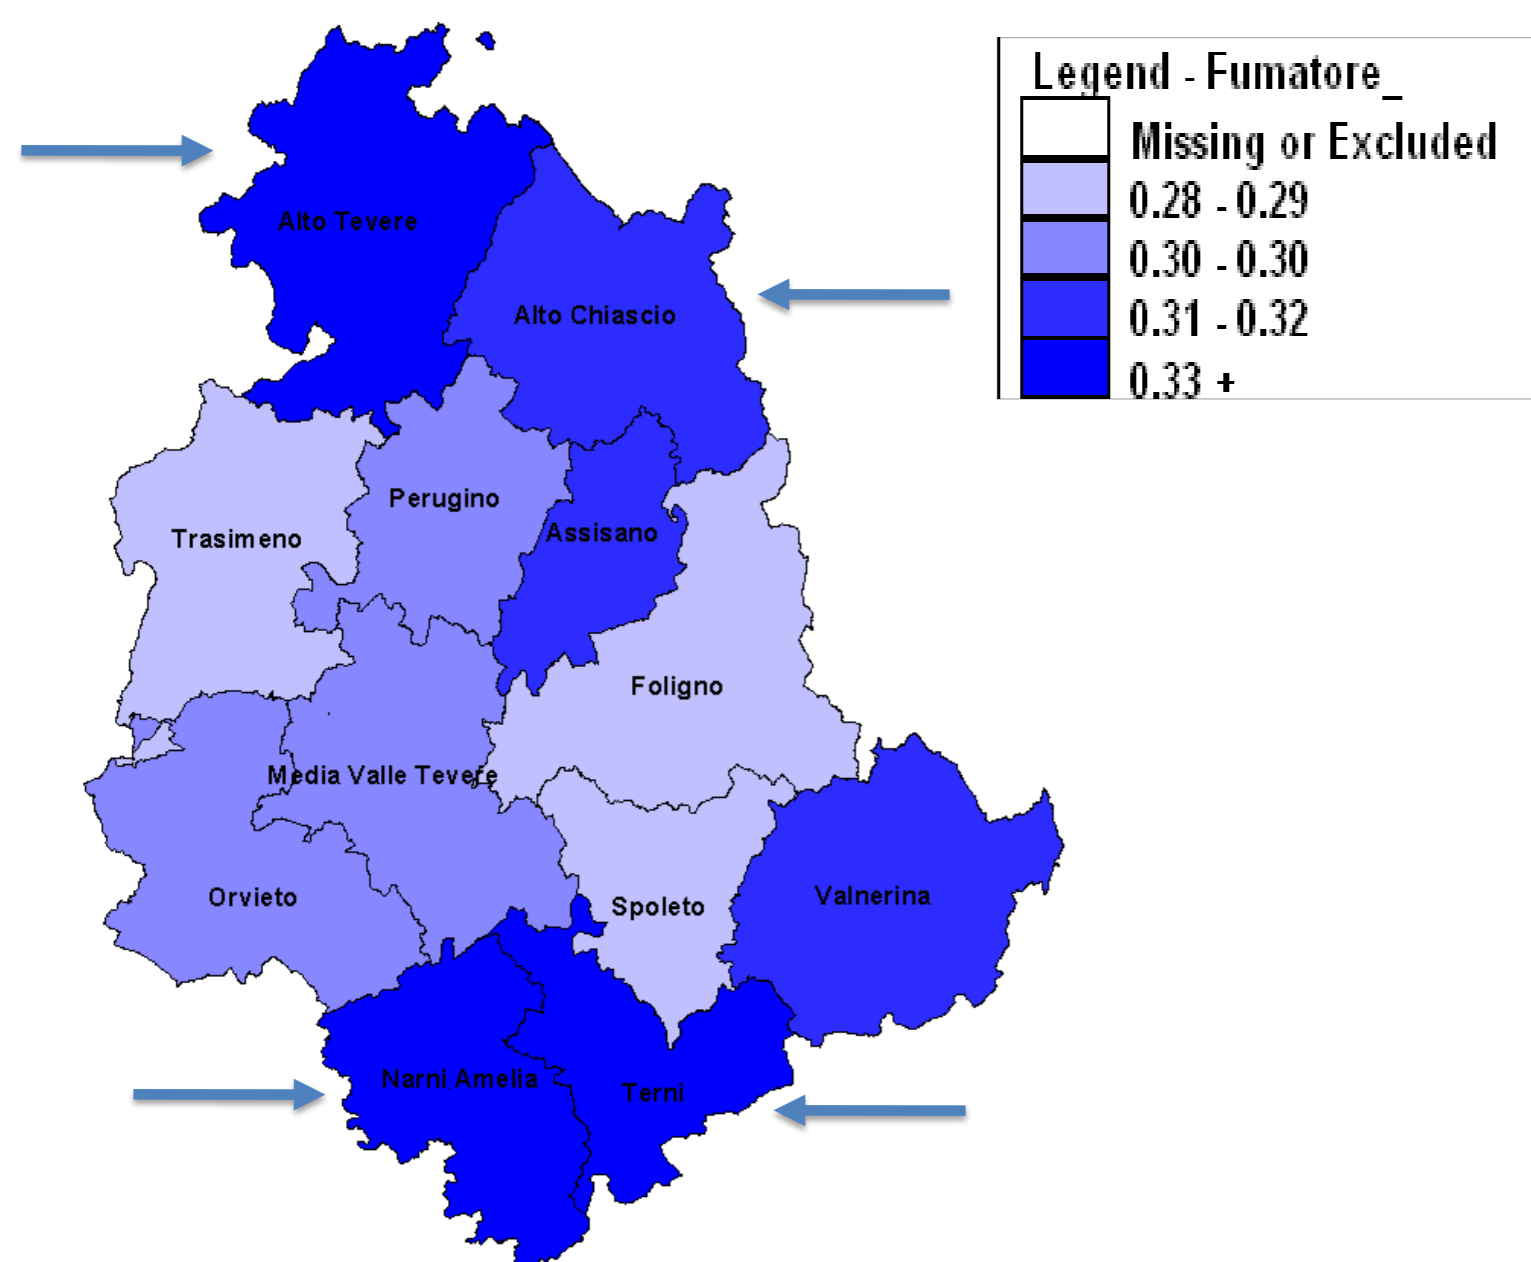 Legend - Fumatore_
Missing or Excluded
0.28 - 0.29
0.30 - 0.30
0.31 - 0.32
0.33 +
Alto Tevere
Alto Chiascio
Perugino
Trasimeno
Assisano
Foligno
Media Valle Tevere
Orvieto
Spoleto
Valnerina
Narni Amelia
Terni